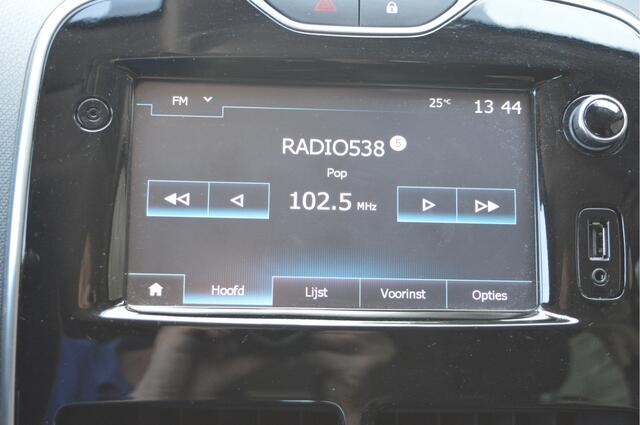 FM 25°C 13 44
RADIO538 5
Pop
102.5 MHz
Hoofd Lijst Voorinst Opties